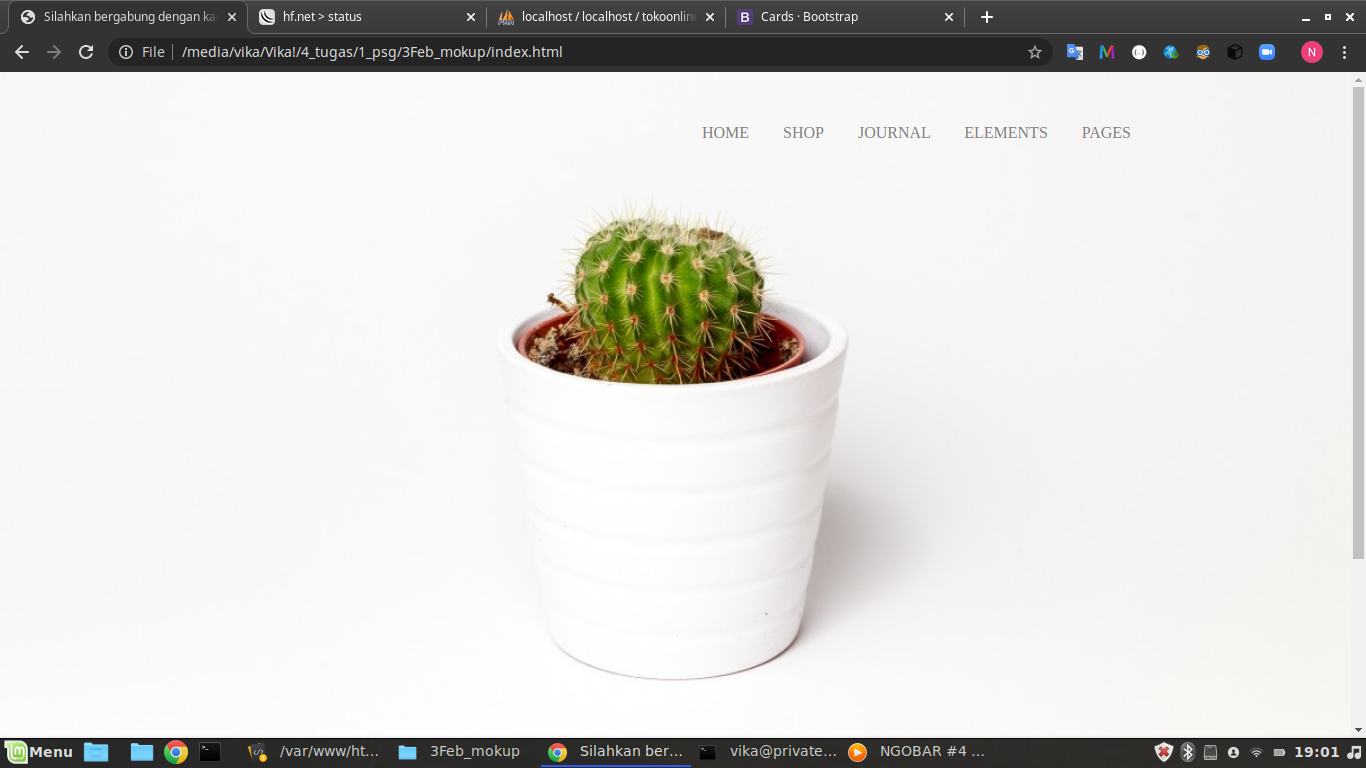 Silahkan bergabung dengan ka
hf.net > status
localhost / localhost / tokoonlin
Cards · Bootstrap
File
/media/vika/Vika!/4_tugas/1_psg/3Feb_mokup/index.html
N
HOME SHOP JOURNAL ELEMENTS PAGES
Menu
/var/www/ht...
3Feb_mokup
Silahkan ber...
vika@private...
NGOBAR #4 ...
19:01